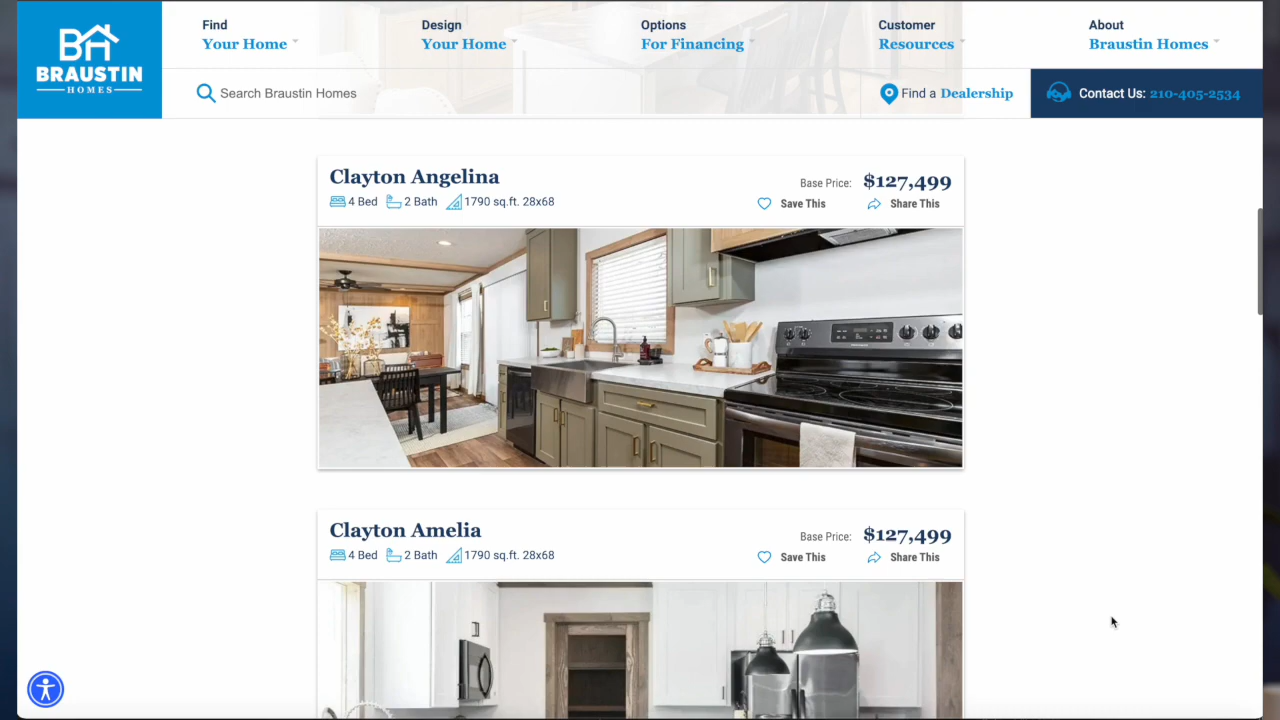 BRAUSTIN
HOMES
Find
Your Home
Design
Your Home
Options
For Financing
Customer
Resources
About
Braustin Homes
Search Braustin Homes
Find a Dealership
Contact Us: 210-405-2534
Clayton Angelina
4 Bed 2 Bath 1790 sq.ft. 28x68
Base Price: $127,499
Save This Share This
Clayton Amelia
4 Bed 2 Bath 1790 sq.ft. 28x68
Base Price: $127,499
Save This Share This